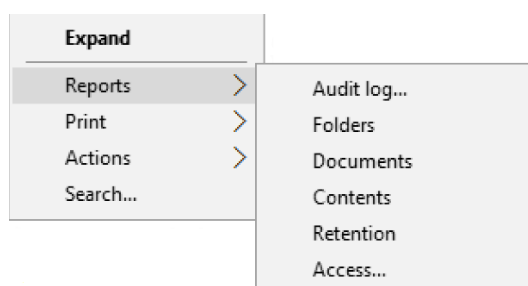 Expand
Reports
Print
Actions
Search...
Audit log...
Folders
Documents
Contents
Retention
Access...